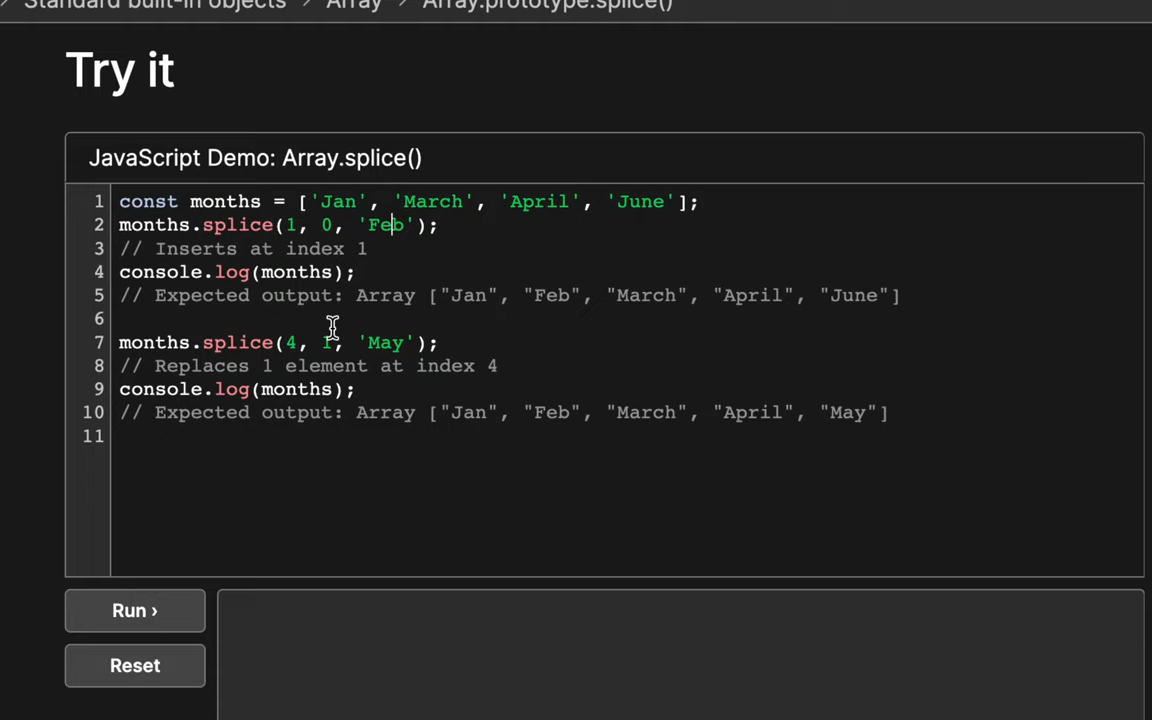 Standard built-in objects > Array > Array.prototype.splice()
Try it
JavaScript Demo: Array.splice()
1 const months = ['Jan', 'March', 'April', 'June'];
2 months.splice(1, 0, 'Feb');
3 // Inserts at index 1
4 console.log(months);
5 // Expected output: Array ["Jan", "Feb", "March", "April", "June"]
6
7 months.splice(4, 1, 'May');
8 // Replaces 1 element at index 4
9 console.log(months);
10 // Expected output: Array ["Jan", "Feb", "March", "April", "May"]
11
Run ›
Reset